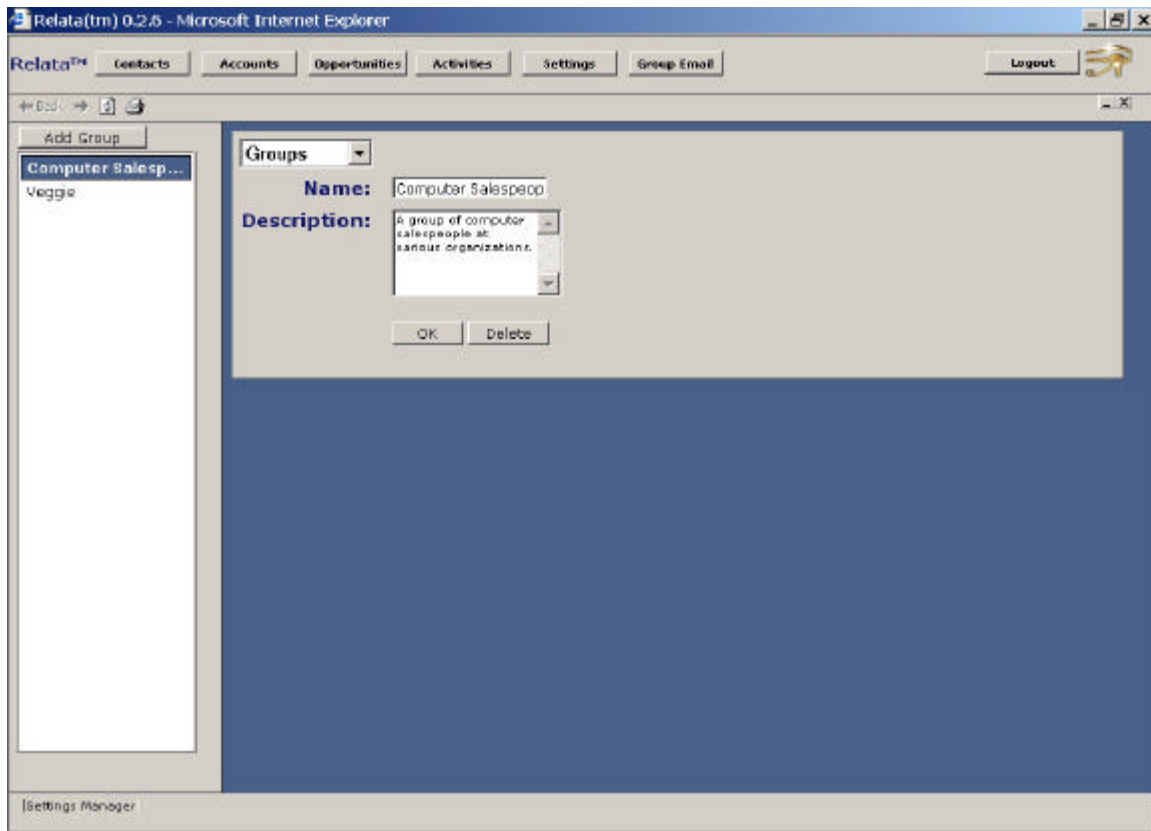 Relata(tm) 0.2.6 - Microsoft Internet Explorer
Relata™ Contacts Accounts Opportunities Activities Settings Group Email Logout
Back
Add Group
Computer Salesp...
Veggie
Groups
Name: Computer Salespeop
Description: A group of computer
salespeople at
various organizations.
OK Delete
Settings Manager